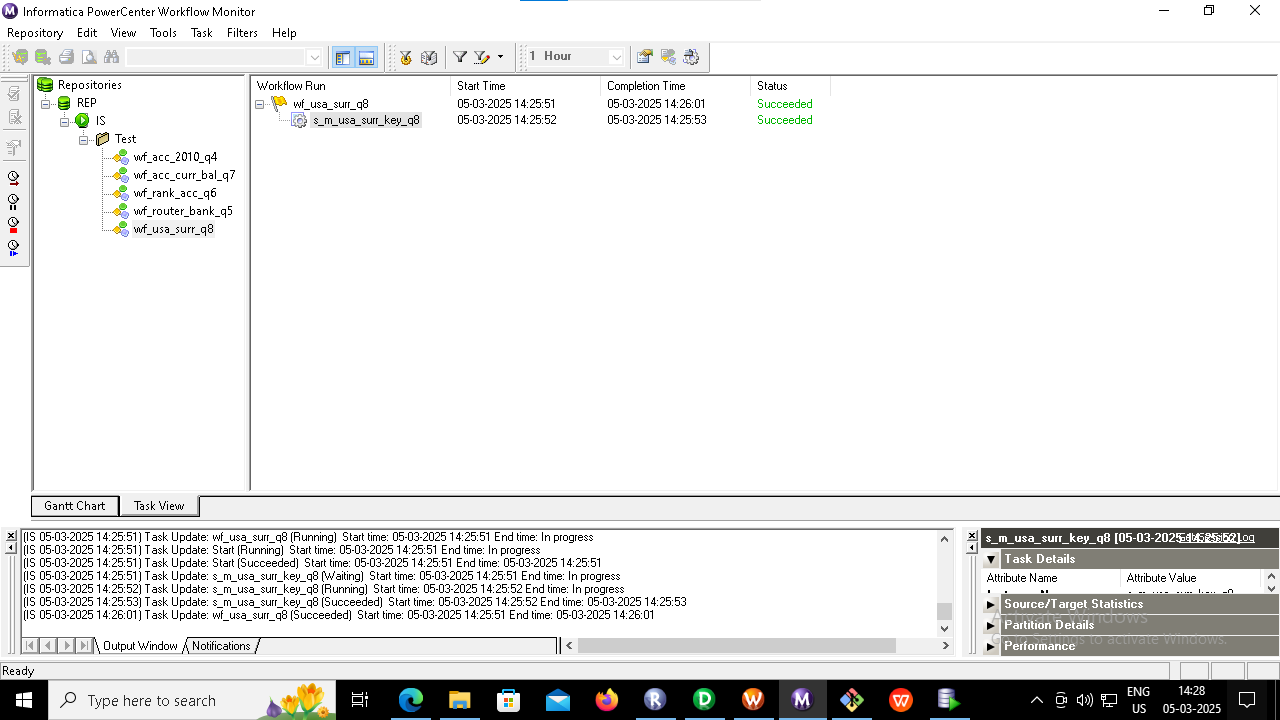 Informatica PowerCenter Workflow Monitor
Repository Edit View Tools Task Filters Help
1 Hour
Repositories
REP
IS
Test
wf_acc_2010_q4
wf_acc_curr_bal_q7
wf_rank_acc_q6
wf_router_bank_q5
wf_usa_surr_q8
Workflow Run Start Time Completion Time Status
wf_usa_surr_q8 05-03-2025 14:25:51 05-03-2025 14:26:01 Succeeded
s_m_usa_surr_key_q8 05-03-2025 14:25:52 05-03-2025 14:25:53 Succeeded
Gantt Chart Task View
(IS 05-03-2025 14:25:51) Task Update: wf_usa_surr_q8 (Running) Start time: 05-03-2025 14:25:51 End time: In progress
(IS 05-03-2025 14:25:51) Task Update: Start (Running) Start time: 05-03-2025 14:25:51 End time: In progress
(IS 05-03-2025 14:25:51) Task Update: Start (Succeeded) Start time: 05-03-2025 14:25:51 End time: 05-03-2025 14:25:51
(IS 05-03-2025 14:25:51) Task Update: s_m_usa_surr_key_q8 (Waiting) Start time: 05-03-2025 14:25:51 End time: In progress
(IS 05-03-2025 14:25:52) Task Update: s_m_usa_surr_key_q8 (Running) Start time: 05-03-2025 14:25:52 End time: In progress
(IS 05-03-2025 14:25:53) Task Update: s_m_usa_surr_key_q8 (Succeeded) Start time: 05-03-2025 14:25:52 End time: 05-03-2025 14:25:53
(IS 05-03-2025 14:26:01) Task Update: wf_usa_surr_q8 (Succeeded) Start time: 05-03-2025 14:25:51 End time: 05-03-2025 14:26:01
Output Window Notifications
s_m_usa_surr_key_q8 [05-03-2025 14:25:52]
Task Details
Attribute Name Attribute Value
Source/Target Statistics
Partition Details
Performance
Activate Windows
Go to Settings to activate Windows.
Ready
Type here to search
ENG
US
14:28
05-03-2025